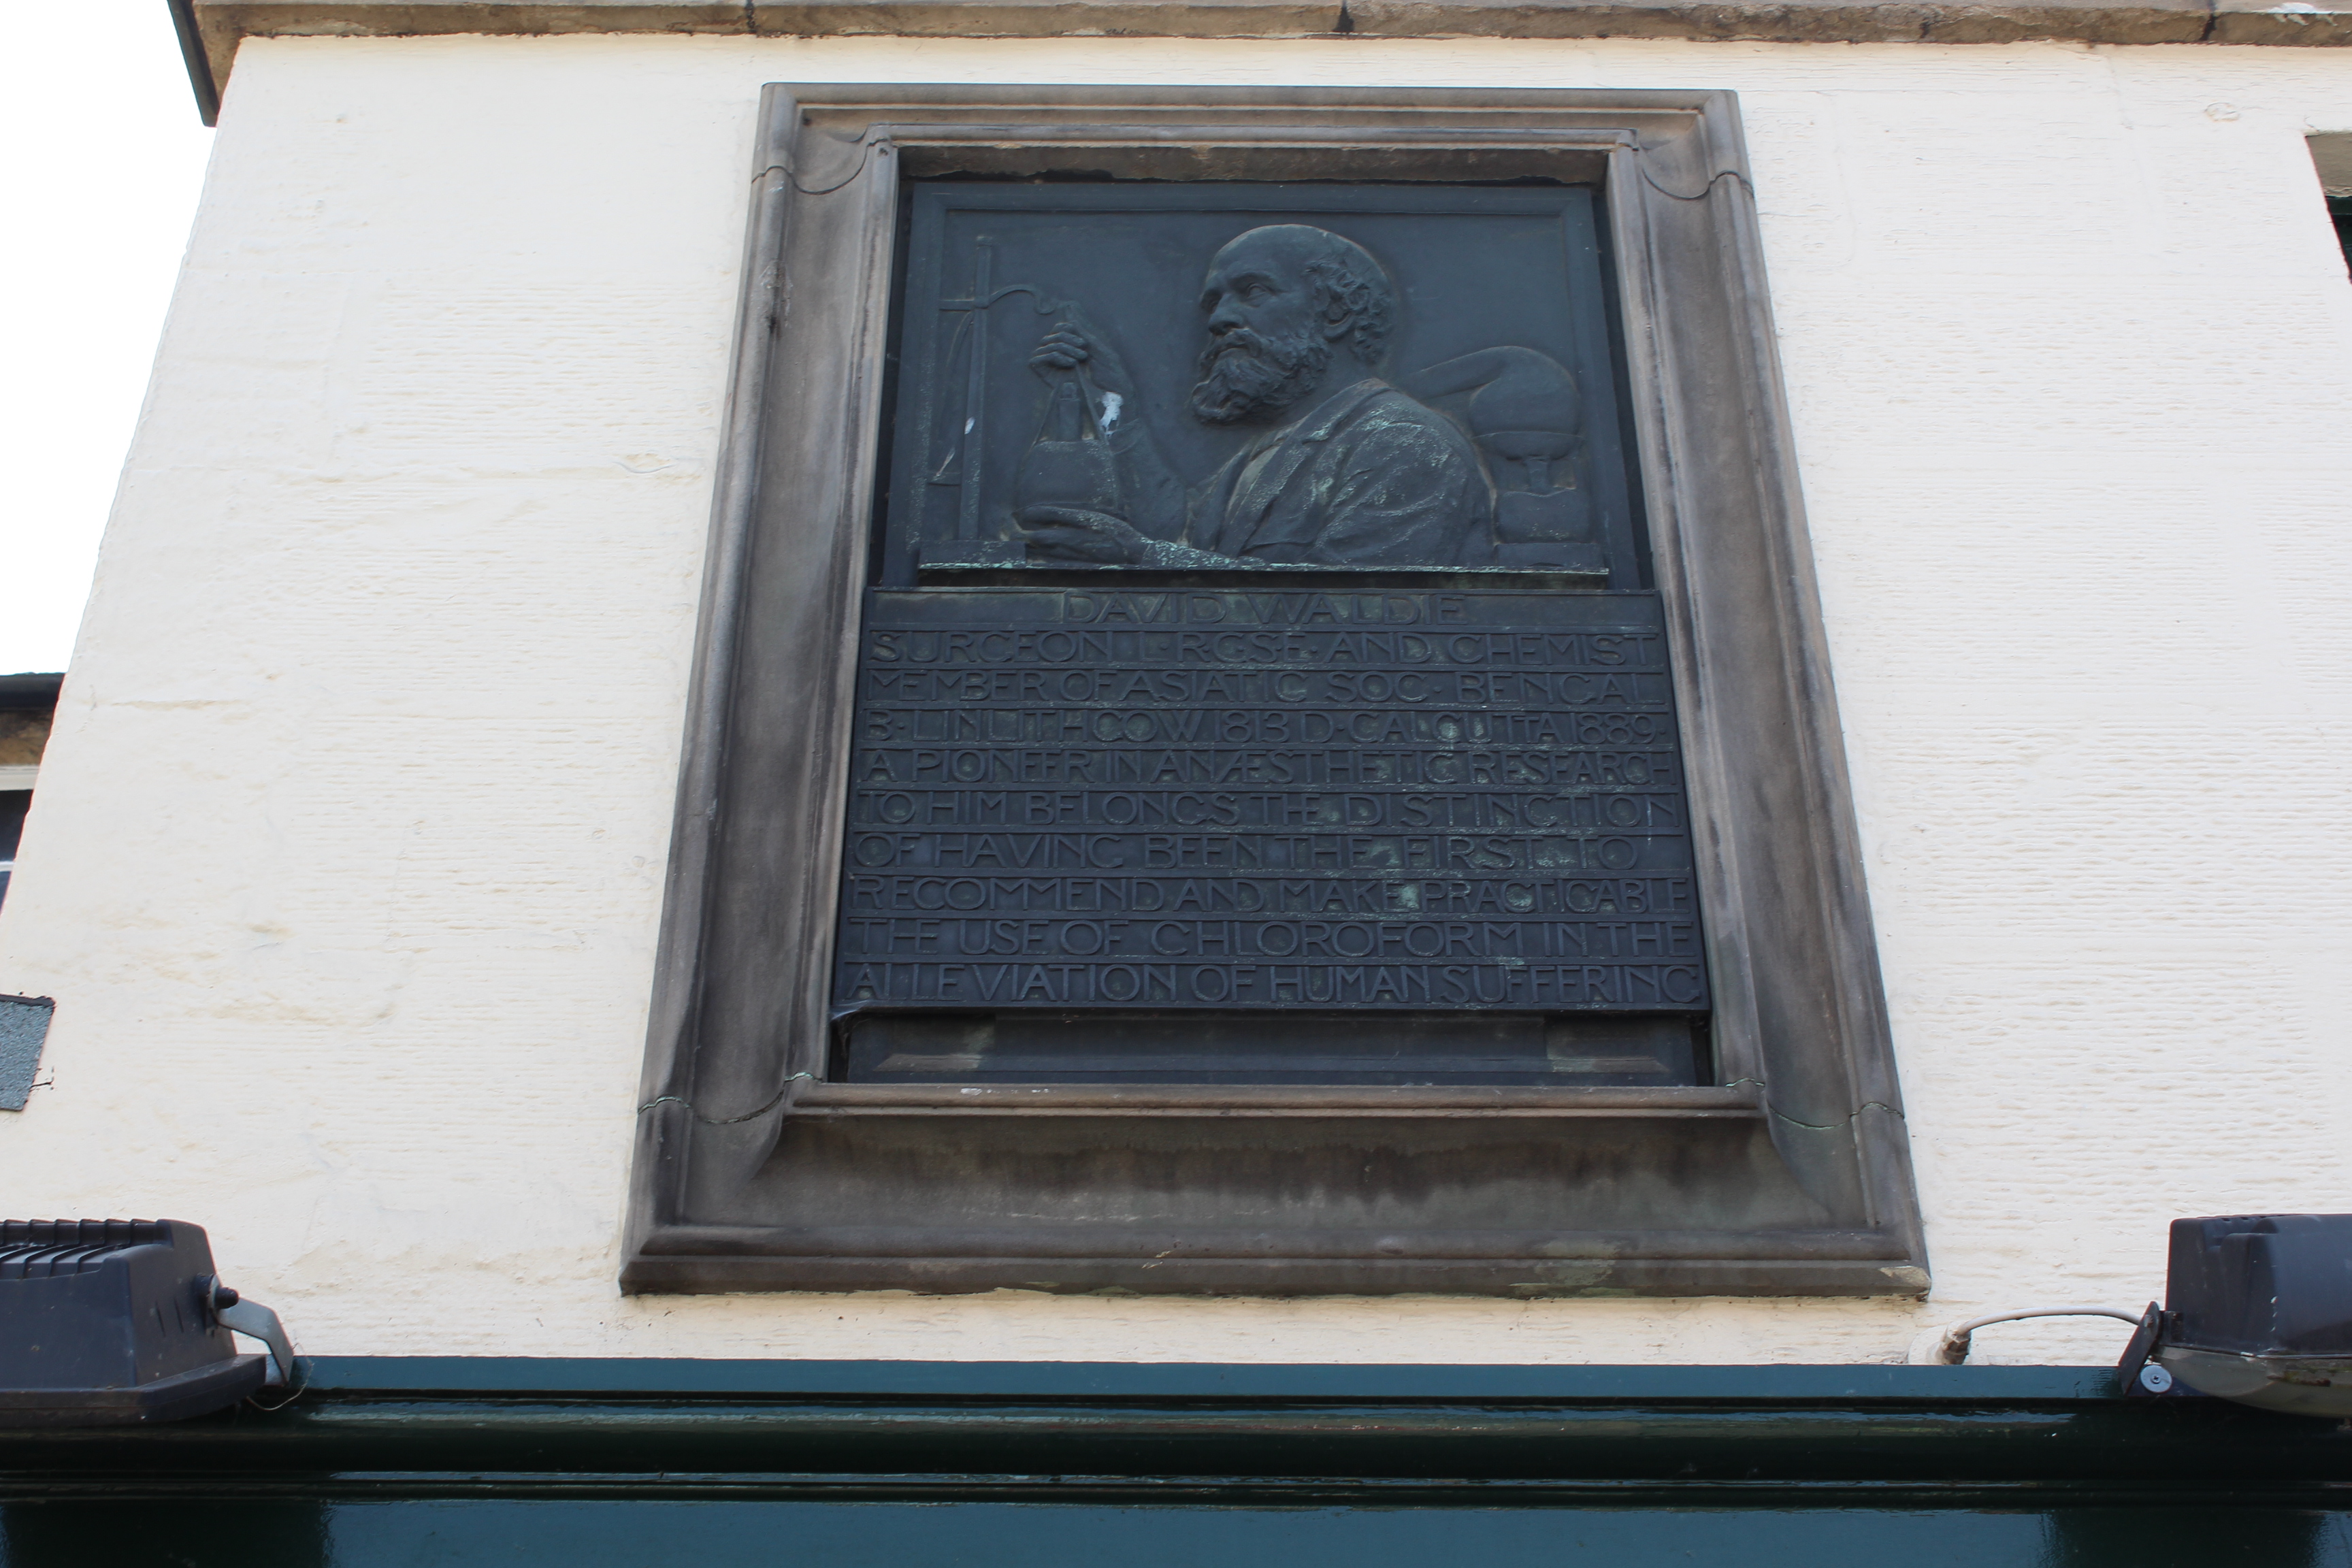 DAVID WALDIE
SURGEON L·R·C·S·E· AND CHEMIST
MEMBER OF ASIATIC SOC· BENGAL
B· LINLITHGOW 1813 D· CALCUTTA 1889·
A PIONEER IN ANÆSTHETIC RESEARCH
TO HIM BELONGS THE DISTINCTION
OF HAVING BEEN THE FIRST TO
RECOMMEND AND MAKE PRACTICABLE
THE USE OF CHLOROFORM IN THE
ALLEVIATION OF HUMAN SUFFERING